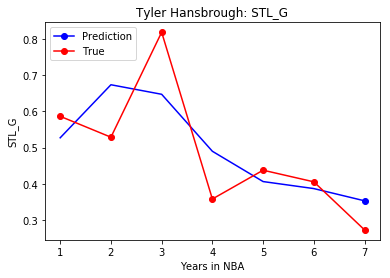 Tyler Hansbrough: STL_G
Prediction
True
STL_G
0.8
0.7
0.6
0.5
0.4
0.3
1 2 3 4 5 6 7
Years in NBA